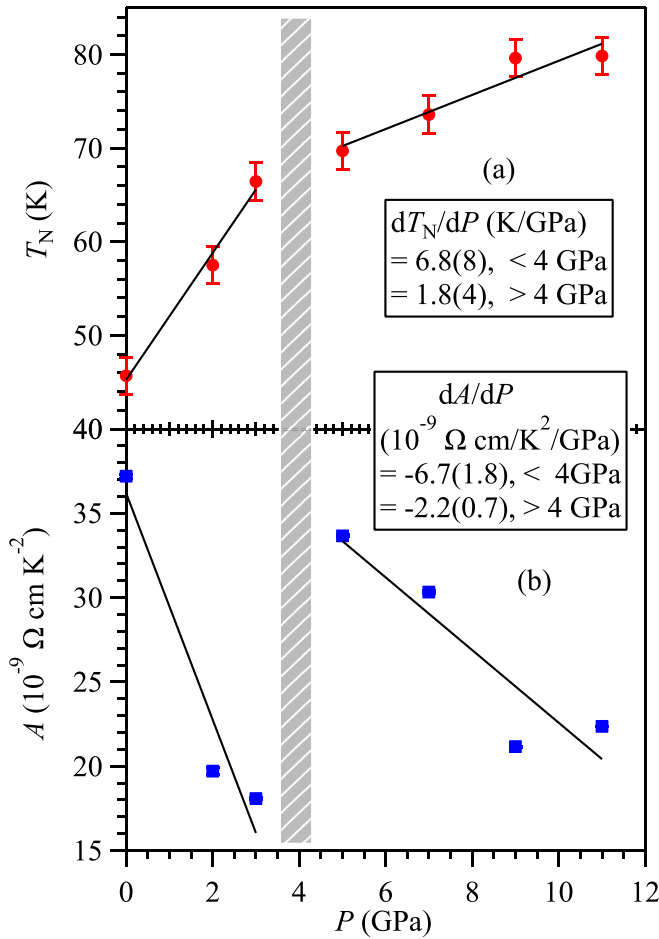 80
70
60
50
40
T_N (K)
(a)
dT_N/dP (K/GPa)
= 6.8(8), < 4 GPa
= 1.8(4), > 4 GPa
dA/dP
(10^-9 Ω cm/K^2/GPa)
= -6.7(1.8), < 4GPa
= -2.2(0.7), > 4 GPa
35
30
25
20
15
A (10^-9 Ω cm K^-2)
(b)
0 2 4 6 8 10 12
P (GPa)